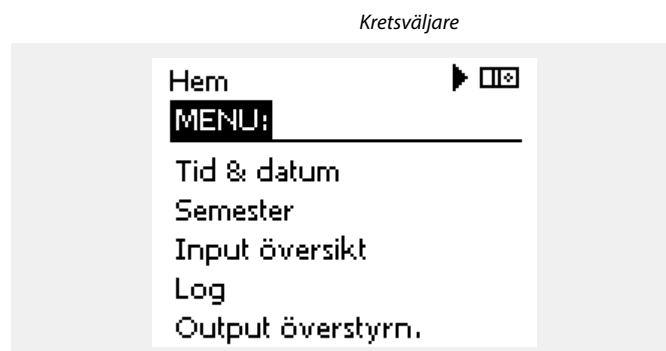 Kretsväljare
Hem
MENU:
Tid & datum
Semester
Input översikt
Log
Output överstyrn.